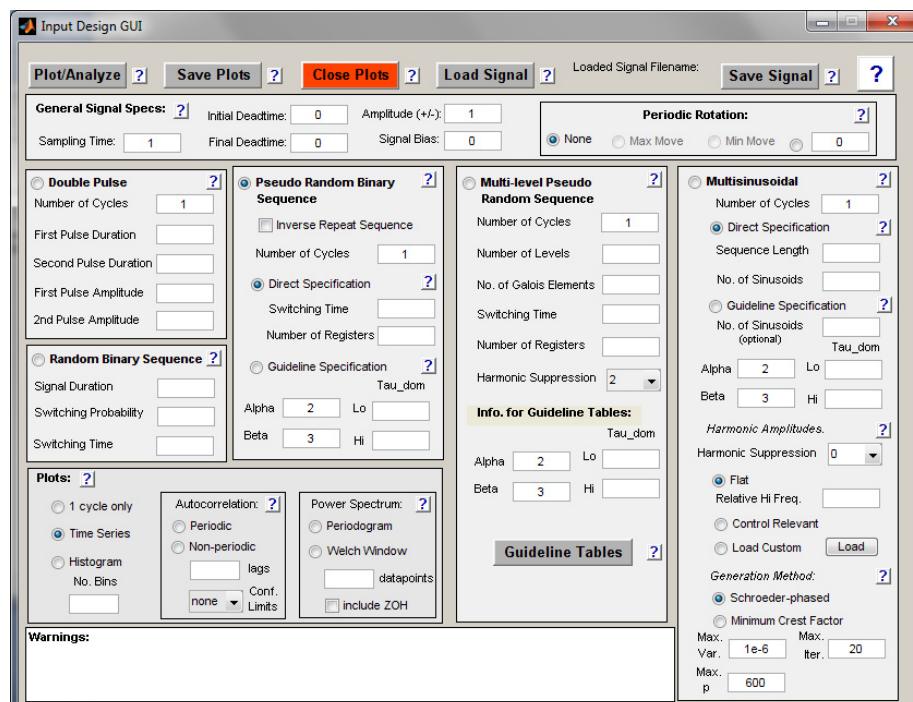 Input Design GUI
Plot/Analyze ? Save Plots ? Close Plots ? Load Signal ? Loaded Signal Filename: Save Signal ? ?
General Signal Specs: ? Initial Deadtime: 0 Amplitude (+/-): 1 Periodic Rotation: ?
Sampling Time: 1 Final Deadtime: 0 Signal Bias: 0 None Max Move Min Move 0
Double Pulse ?
Number of Cycles 1
First Pulse Duration
Second Pulse Duration
First Pulse Amplitude
2nd Pulse Amplitude
Random Binary Sequence ?
Signal Duration
Switching Probability
Switching Time
Pseudo Random Binary ?
Sequence
Inverse Repeat Sequence
Number of Cycles 1
Direct Specification ?
Switching Time
Number of Registers
Guideline Specification ?
Tau_dom
Alpha 2 Lo
Beta 3 Hi
Multi-level Pseudo ?
Random Sequence
Number of Cycles 1
Number of Levels
No. of Galois Elements
Switching Time
Number of Registers
Harmonic Suppression 2
Info. for Guideline Tables:
Tau_dom
Alpha 2 Lo
Beta 3 Hi
Guideline Tables ?
Multisinusoidal ?
Number of Cycles 1
Direct Specification ?
Sequence Length
No. of Sinusoids
Guideline Specification ?
No. of Sinusoids
(optional)
Tau_dom
Alpha 2 Lo
Beta 3 Hi
Harmonic Amplitudes. ?
Harmonic Suppression 0
Flat
Relative Hi Freq.
Control Relevant
Load Custom Load
Generation Method: ?
Schroeder-phased
Minimum Crest Factor
Max. Var. 1e-6 Max. Iter. 20
Max. p 600
Plots: ?
1 cycle only
Time Series
Histogram
No. Bins
Autocorrelation: ?
Periodic
Non-periodic
lags
none Conf. Limits
Power Spectrum: ?
Periodogram
Welch Window
datapoints
include ZOH
Warnings: